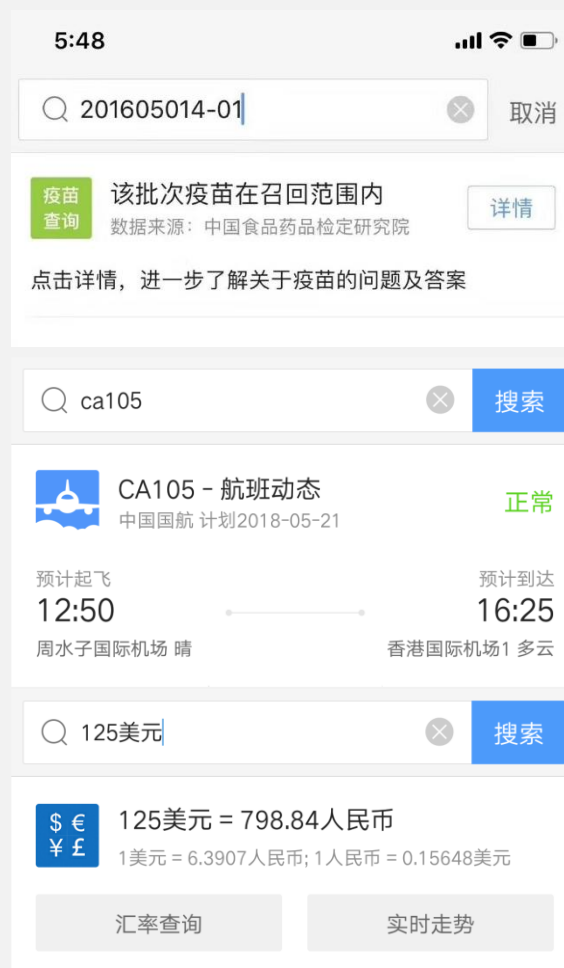 5:48
201605014-01
取消
疫苗
查询
该批次疫苗在召回范围内
数据来源：中国食品药品检定研究院
详情
点击详情，进一步了解关于疫苗的问题及答案
ca105
搜索
CA105 - 航班动态
中国国航 计划2018-05-21
正常
预计起飞
预计到达
12:50
16:25
周水子国际机场 晴
香港国际机场1 多云
125美元
搜索
$ €
¥ £
125美元 = 798.84人民币
1美元 = 6.3907人民币; 1人民币 = 0.15648美元
汇率查询
实时走势